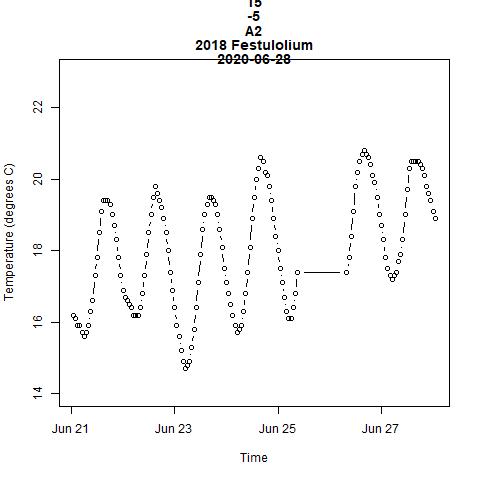 15
-5
A2
2018 Festulolium
2020-06-28
Temperature (degrees C)
22
20
18
16
14
Jun 21
Jun 23
Jun 25
Jun 27
Time